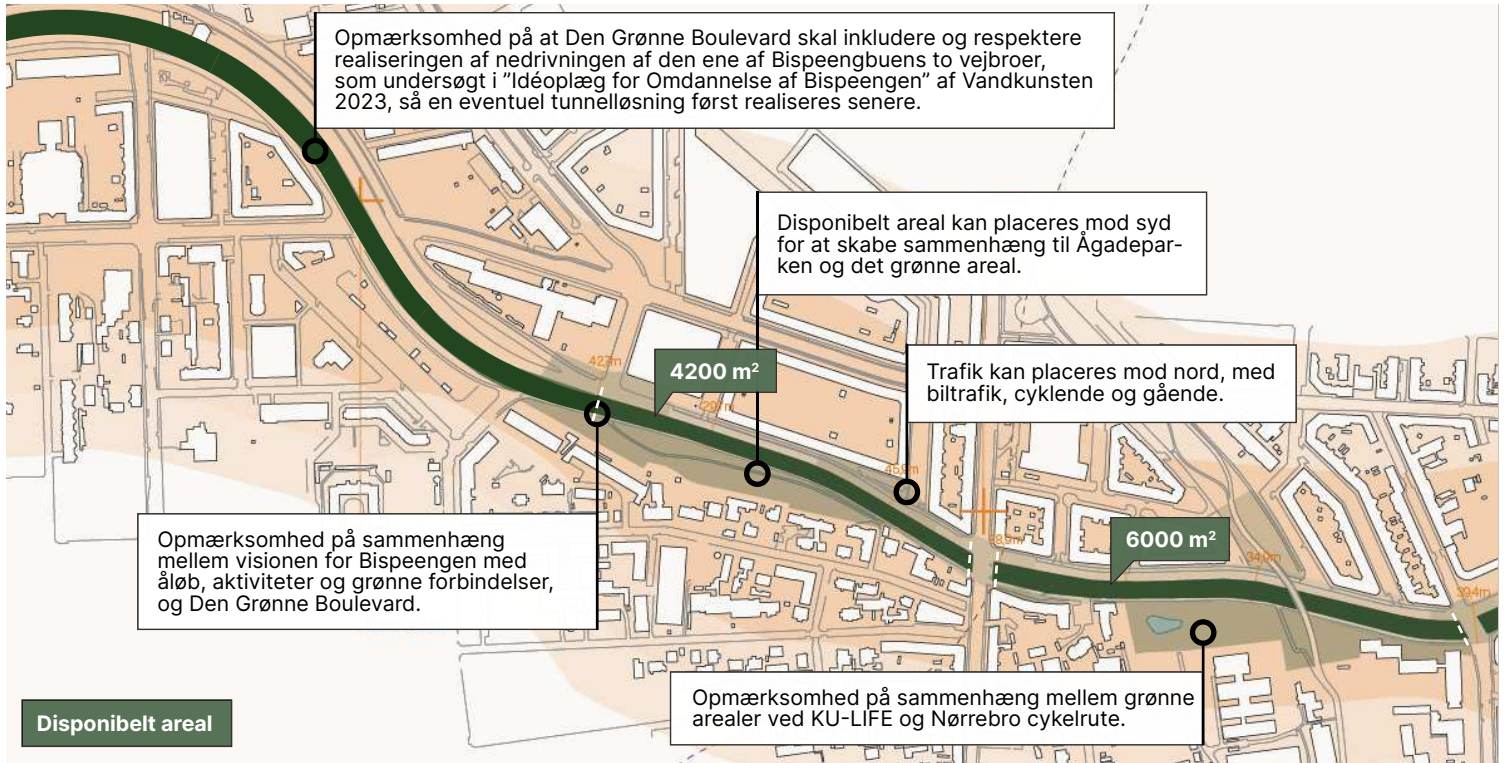 Opmærksomhed på at Den Grønne Boulevard skal inkludere og respektere
realiseringen af nedrivningen af den ene af Bispeengbuens to vejbroer,
som undersøgt i ”Idéoplæg for Omdannelse af Bispeengen” af Vandkunsten
2023, så en eventuel tunnelløsning først realiseres senere.
Disponibelt areal kan placeres mod syd
for at skabe sammenhæng til Ågadepar-
ken og det grønne areal.
4200 m²
Trafik kan placeres mod nord, med
biltrafik, cyklende og gående.
Opmærksomhed på sammenhæng
mellem visionen for Bispeengen med
åløb, aktiviteter og grønne forbindelser,
og Den Grønne Boulevard.
6000 m²
Opmærksomhed på sammenhæng mellem grønne
arealer ved KU-LIFE og Nørrebro cykelrute.
Disponibelt areal